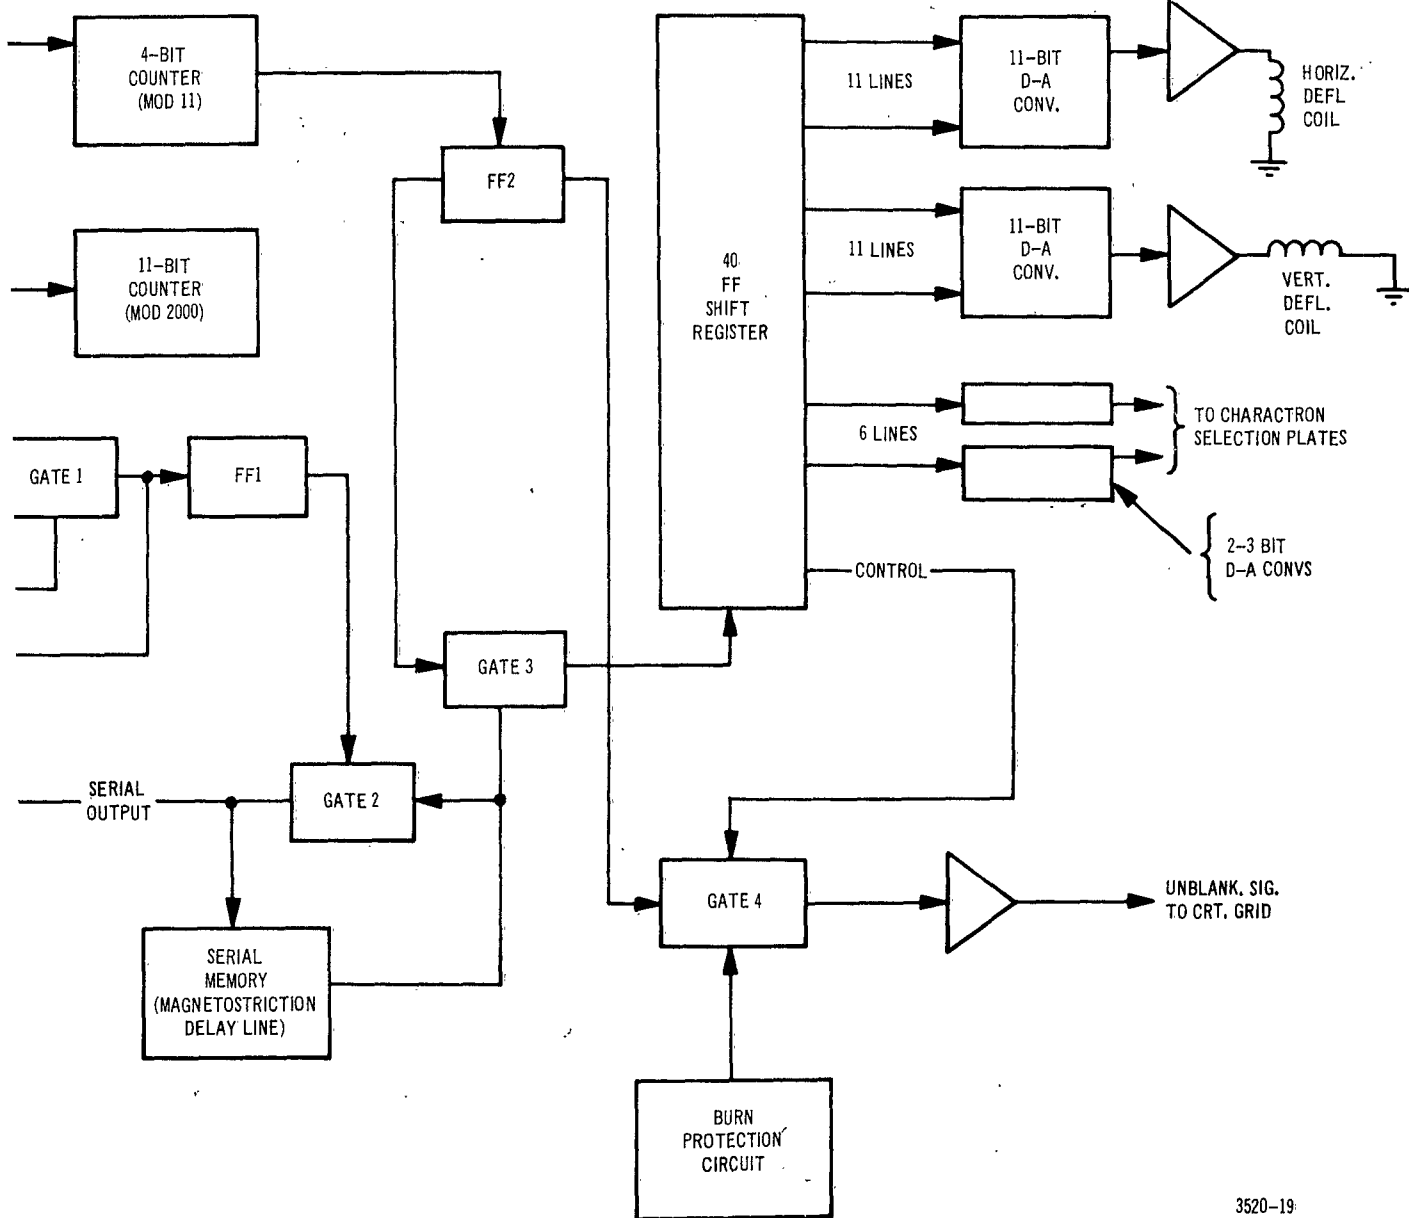 4-BIT
COUNTER
(MOD 11)
11-BIT
COUNTER
(MOD 2000)
GATE 1
FF1
FF2
GATE 3
GATE 2
SERIAL
OUTPUT
SERIAL
MEMORY
(MAGNETOSTRICTION
DELAY LINE)
40
FF
SHIFT
REGISTER
11 LINES
11-BIT
D-A
CONV.
HORIZ.
DEFL
COIL
11 LINES
11-BIT
D-A
CONV.
VERT.
DEFL.
COIL
6 LINES
TO CHARACTRON
SELECTION PLATES
2-3 BIT
D-A CONVS
CONTROL
GATE 4
UNBLANK. SIG.
TO CRT. GRID
BURN
PROTECTION
CIRCUIT
3520-19